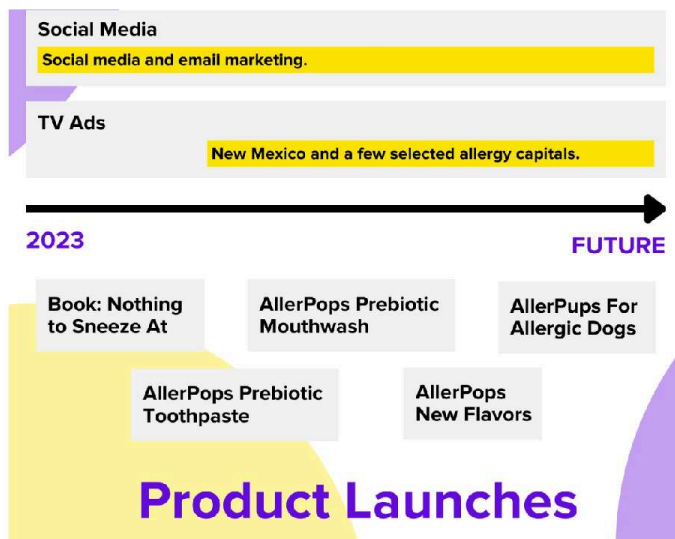 Social Media
Social media and email marketing.
TV Ads
New Mexico and a few selected allergy capitals.
2023
FUTURE
Book: Nothing
to Sneeze At
AllerPops Prebiotic
Mouthwash
AllerPups For
Allergic Dogs
AllerPops Prebiotic
Toothpaste
AllerPops
New Flavors
Product Launches